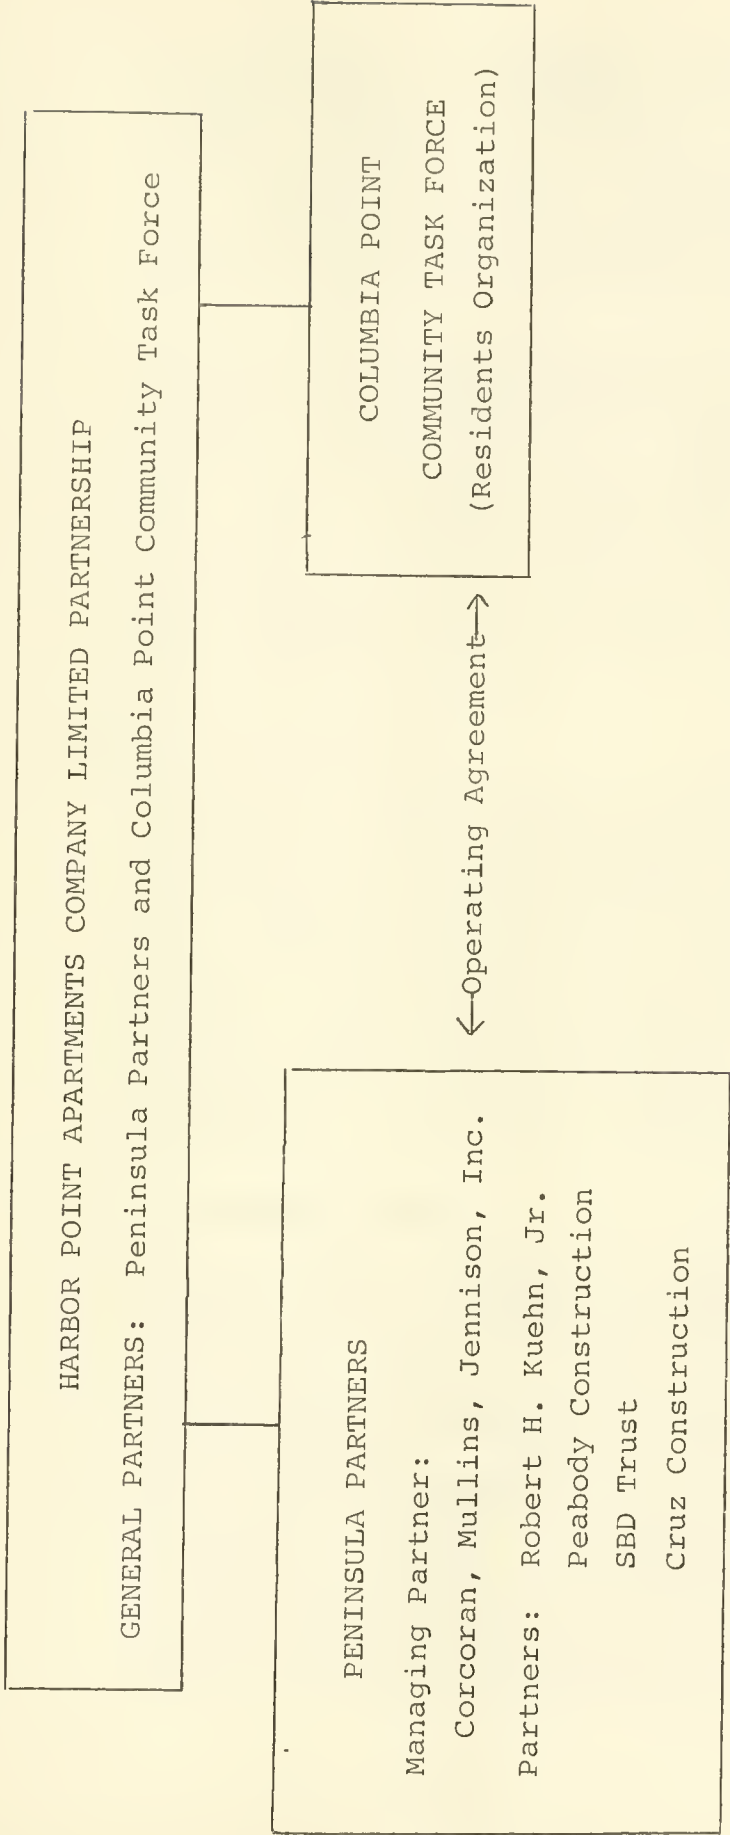 HARBOR POINT APARTMENTS COMPANY LIMITED PARTNERSHIP
GENERAL PARTNERS: Peninsula Partners and Columbia Point Community Task Force
PENINSULA PARTNERS
Managing Partner:
Corcoran, Mullins, Jennison, Inc.
Partners: Robert H. Kuehn, Jr.
Peabody Construction
SBD Trust
Cruz Construction
←Operating Agreement→
COLUMBIA POINT
COMMUNITY TASK FORCE
(Residents Organization)